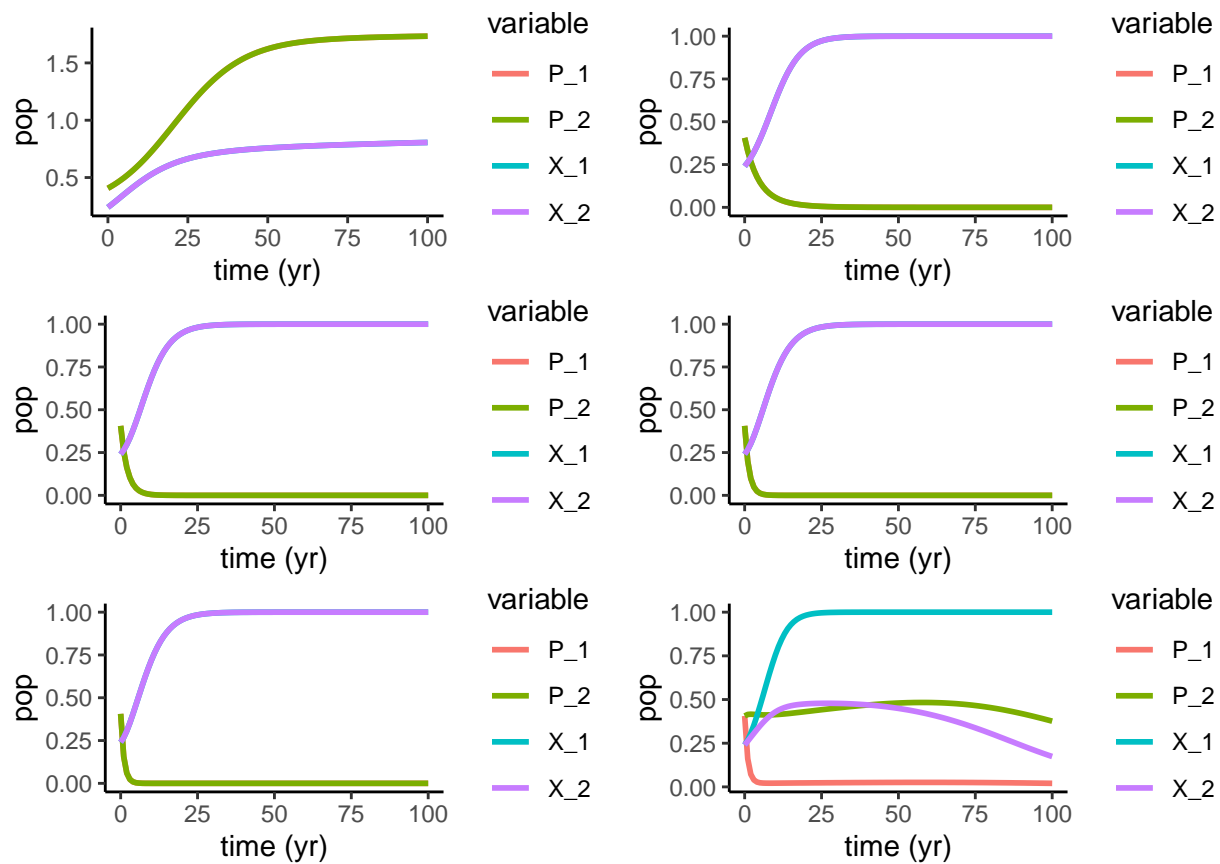 pop
1.5
1.0
0.5
0 25 50 75 100
time (yr)
variable
P_1
P_2
X_1
X_2
pop
1.00
0.75
0.50
0.25
0.00
0 25 50 75 100
time (yr)
variable
P_1
P_2
X_1
X_2
pop
1.00
0.75
0.50
0.25
0.00
0 25 50 75 100
time (yr)
variable
P_1
P_2
X_1
X_2
pop
1.00
0.75
0.50
0.25
0.00
0 25 50 75 100
time (yr)
variable
P_1
P_2
X_1
X_2
pop
1.00
0.75
0.50
0.25
0.00
0 25 50 75 100
time (yr)
variable
P_1
P_2
X_1
X_2
pop
1.00
0.75
0.50
0.25
0.00
0 25 50 75 100
time (yr)
variable
P_1
P_2
X_1
X_2